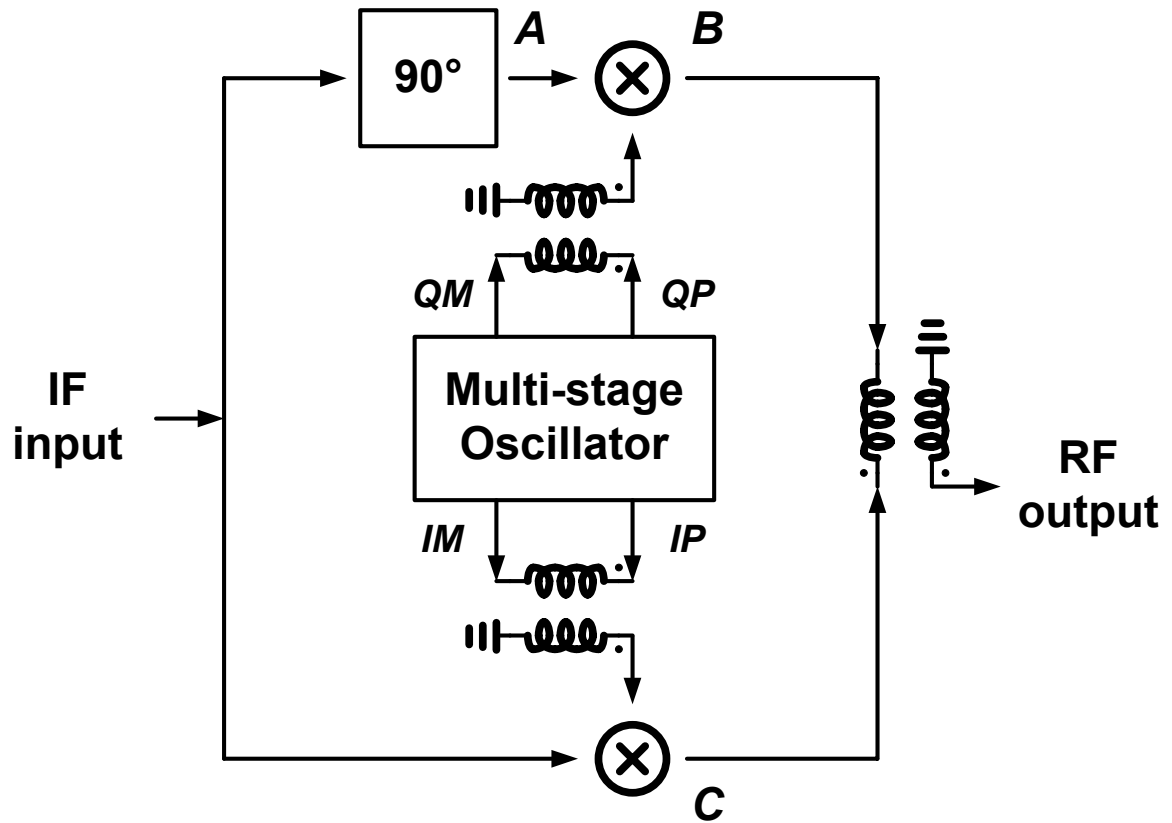 A
B
90°
QM
QP
IF
input
Multi-stage
Oscillator
RF
output
IM
IP
C